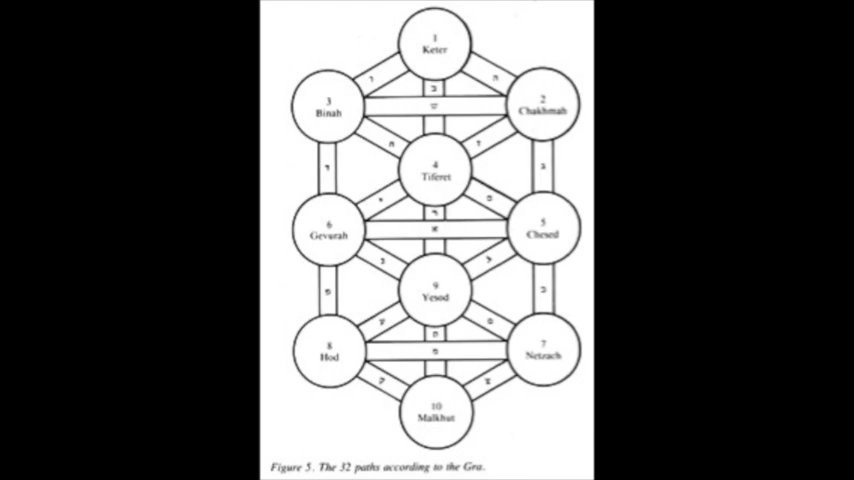 1
Keter
ו
ה
ב
3
Binah
ש
2
Chakhmah
ח
ז
ד
4
Tiferet
ג
י
ט
6
Gevurah
ר
א
5
Chesed
נ
ל
9
Yesod
פ
כ
ע
ס
ת
8
Hod
מ
7
Netzach
ק
צ
10
Malkhut
Figure 5. The 32 paths according to the Gra.